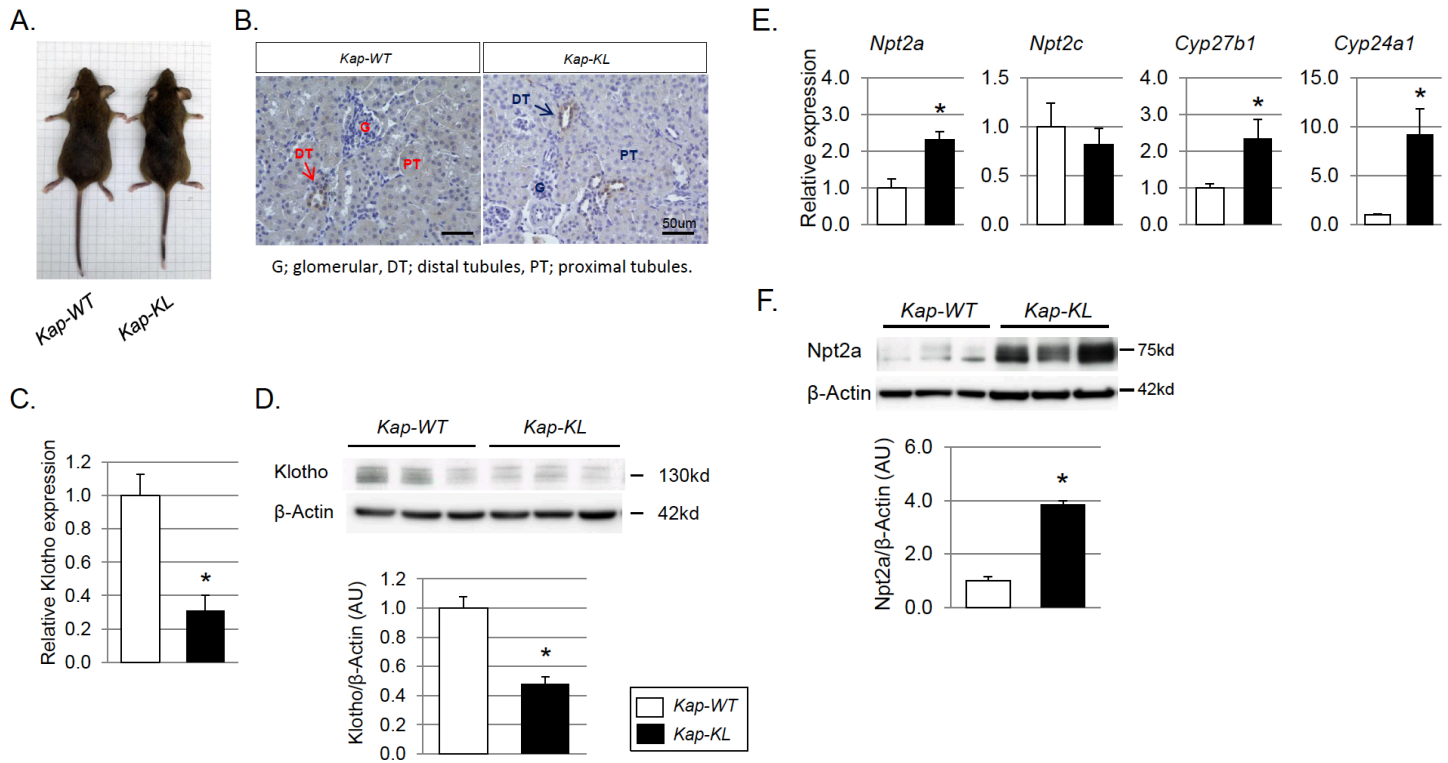 A.
Kap-WT
Kap-KL
B.
Kap-WT
Kap-KL
G
DT
PT
DT
PT
G
50um
G; glomerular, DT; distal tubules, PT; proximal tubules.
C.
Relative Klotho expression
1.2
1.0
0.8
0.6
0.4
0.2
0.0
*
D.
Kap-WT
Kap-KL
Klotho
130kd
β-Actin
42kd
Klotho/β-Actin (AU)
1.2
1.0
0.8
0.6
0.4
0.2
0.0
*
Kap-WT
Kap-KL
E.
Relative expression
Npt2a
4.0
3.0
2.0
1.0
0.0
*
Npt2c
1.5
1.0
0.5
0.0
Cyp27b1
4.0
3.0
2.0
1.0
0.0
*
Cyp24a1
15.0
10.0
5.0
0.0
*
F.
Kap-WT
Kap-KL
Npt2a
75kd
β-Actin
42kd
Npt2a/β-Actin (AU)
6.0
4.0
2.0
0.0
*